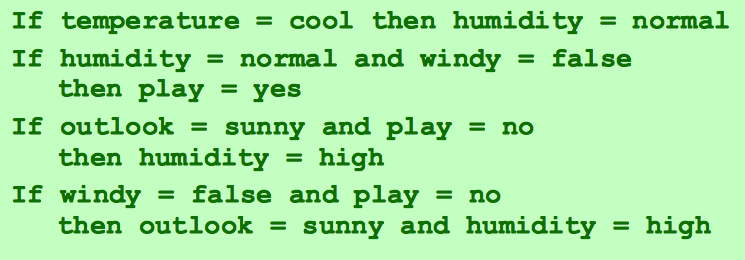 If temperature = cool then humidity = normal
If humidity = normal and windy = false
then play = yes
If outlook = sunny and play = no
then humidity = high
If windy = false and play = no
then outlook = sunny and humidity = high